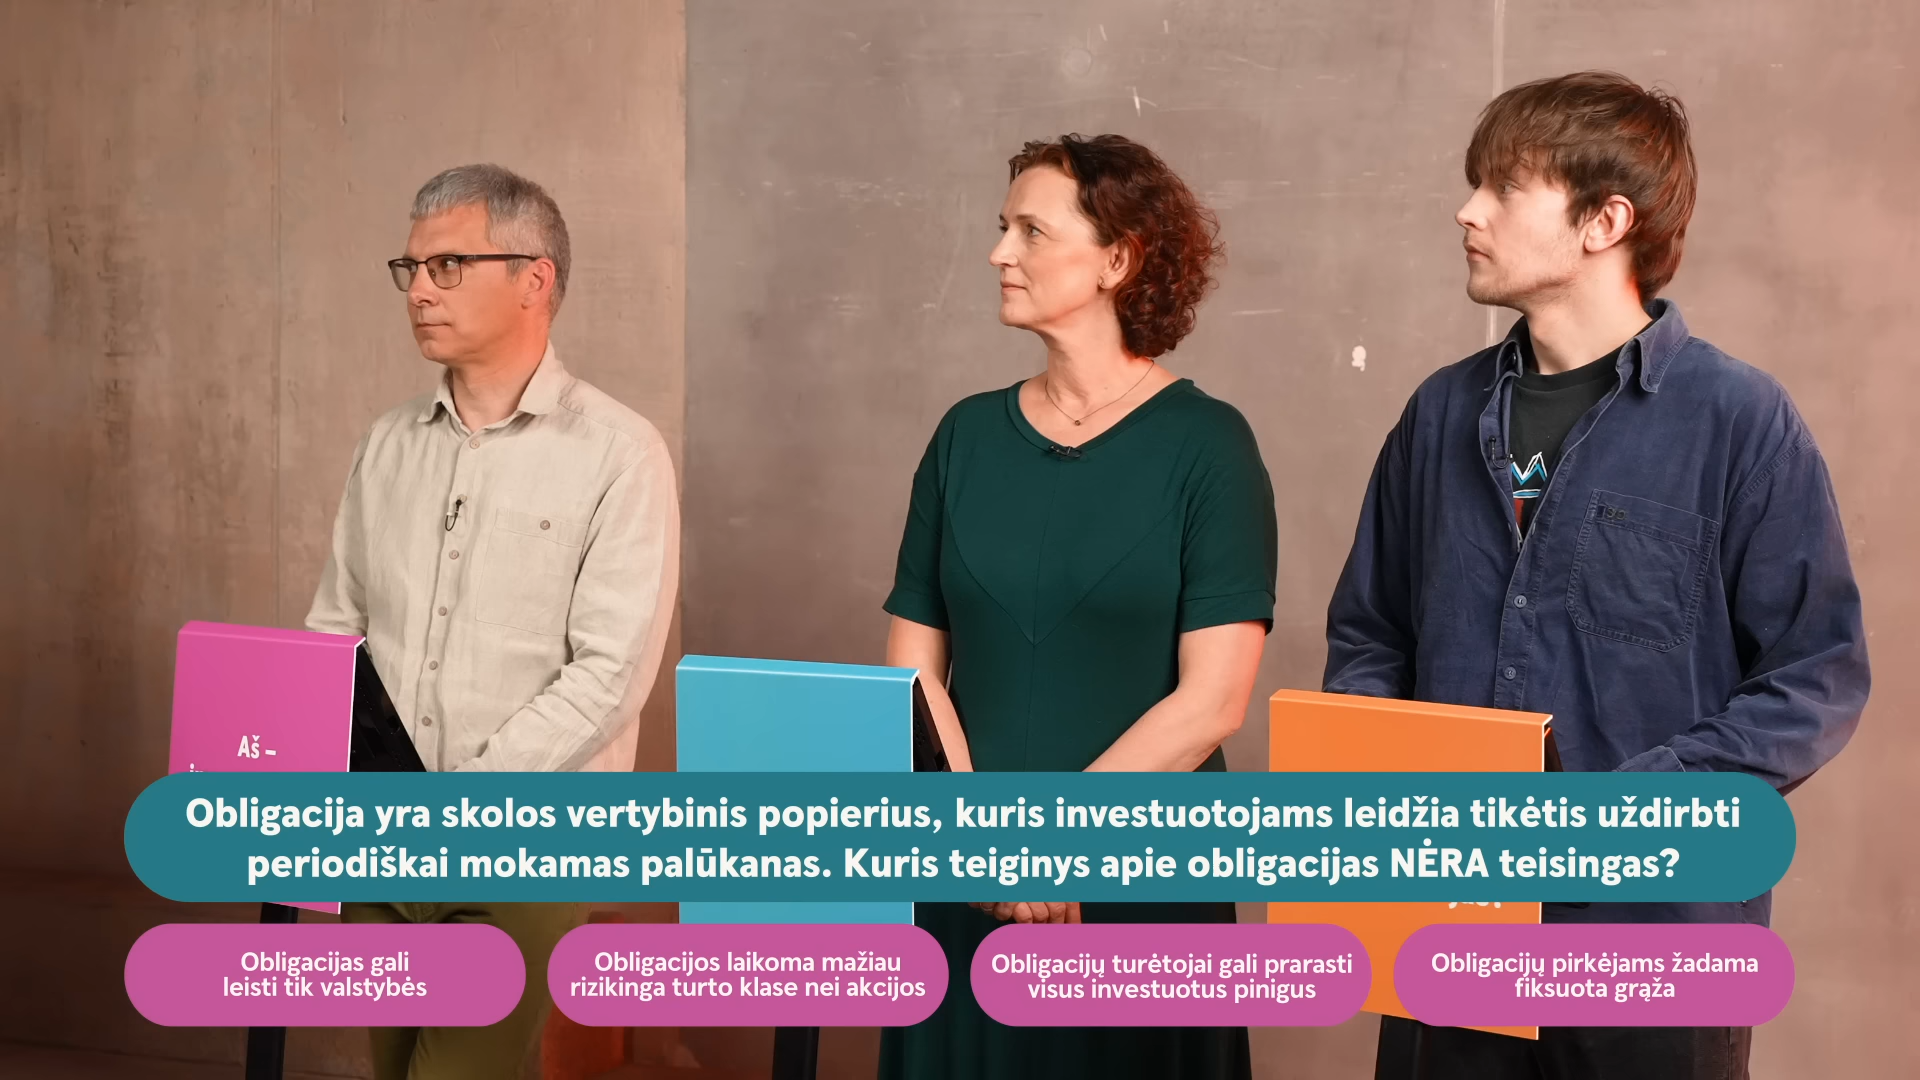 Aš –
Obligacija yra skolos vertybinis popierius, kuris investuotojams leidžia tikėtis uždirbti
periodiškai mokamas palūkanas. Kuris teiginys apie obligacijas NĖRA teisingas?
Obligacijas gali
leisti tik valstybės
Obligacijos laikoma mažiau
rizikinga turto klase nei akcijos
Obligacijų turėtojai gali prarasti
visus investuotus pinigus
Obligacijų pirkėjams žadama
fiksuota grąža